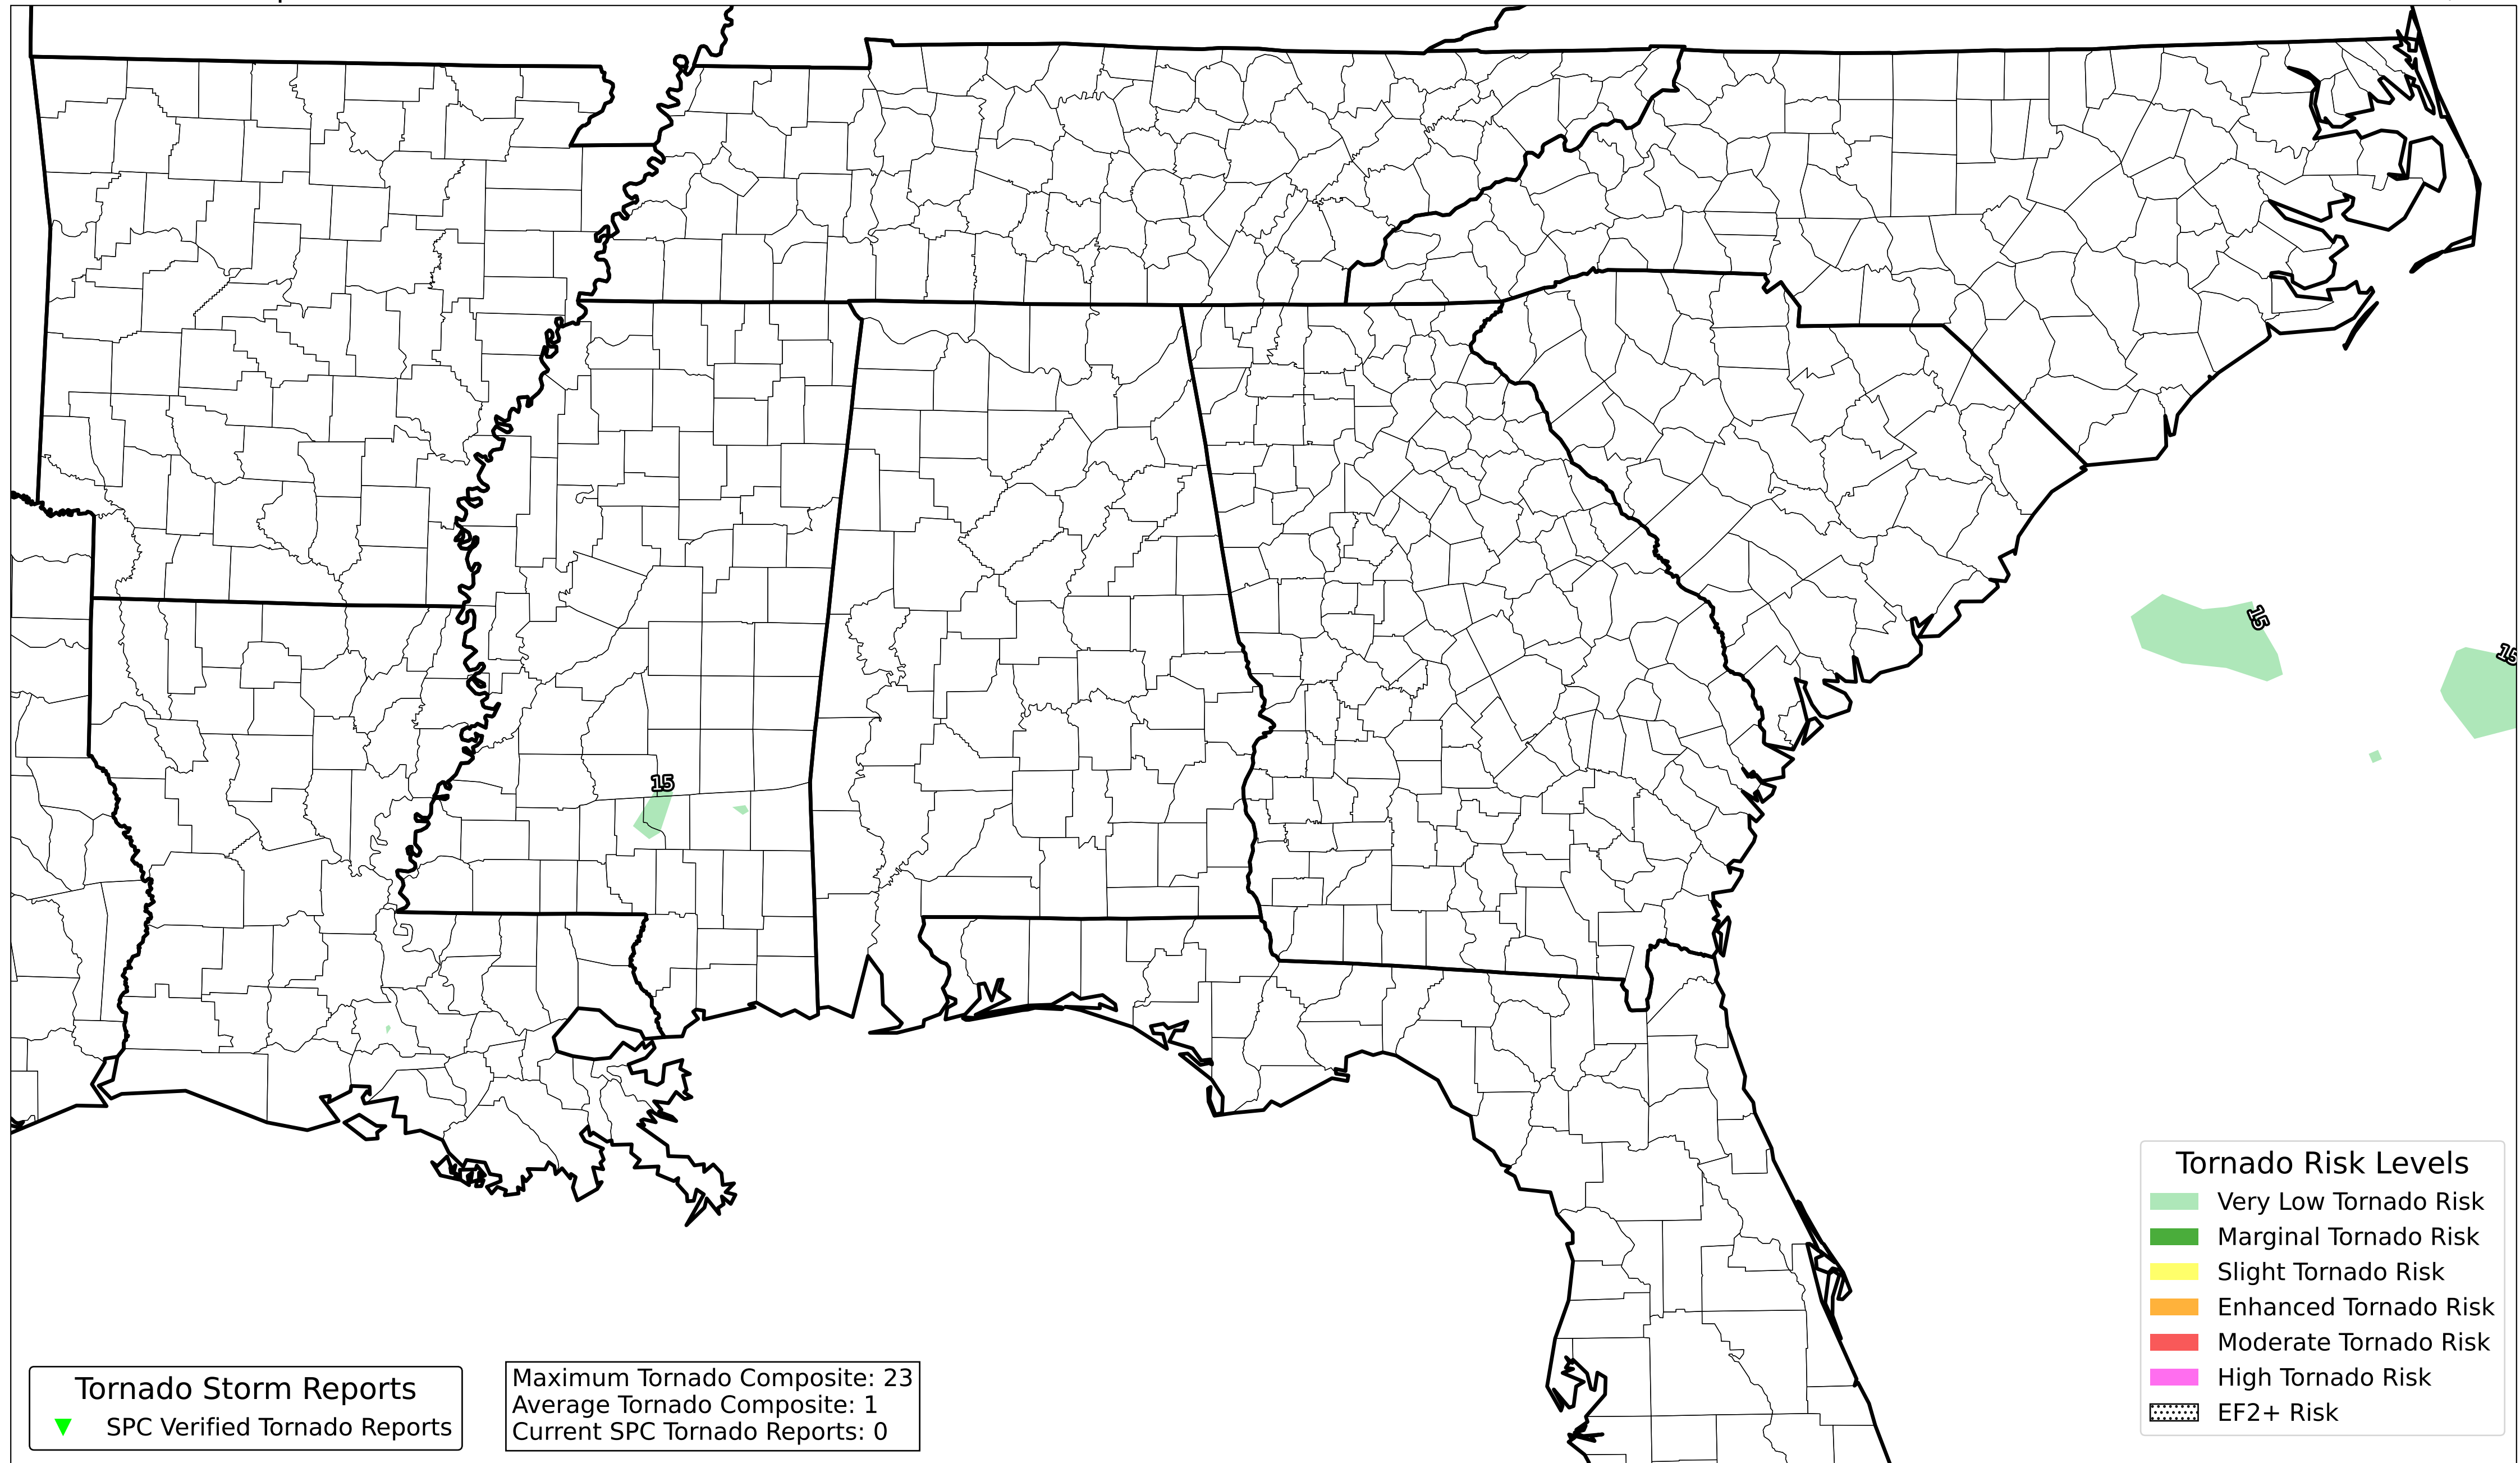 15
15
15
Tornado Risk Levels
Very Low Tornado Risk
Marginal Tornado Risk
Slight Tornado Risk
Enhanced Tornado Risk
Moderate Tornado Risk
High Tornado Risk
EF2+ Risk
Tornado Storm Reports
SPC Verified Tornado Reports
Maximum Tornado Composite: 23
Average Tornado Composite: 1
Current SPC Tornado Reports: 0